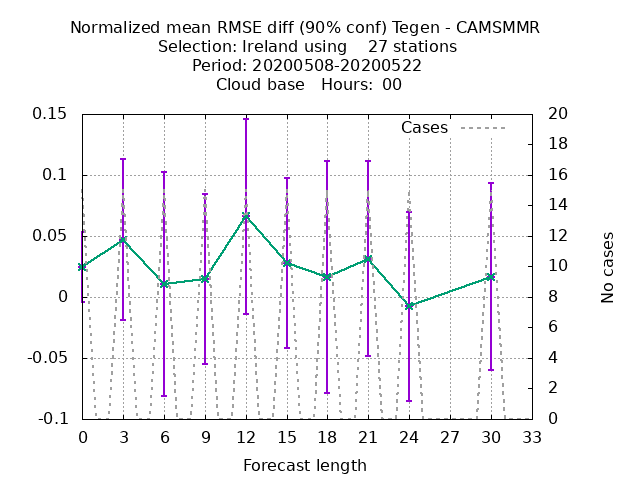 Normalized mean RMSE diff (90% conf) Tegen - CAMSMMR
Selection: Ireland using 27 stations
Period: 20200508-20200522
Cloud base Hours: 00
Cases
0.15
0.1
0.05
0
-0.05
-0.1
20
18
16
14
12
10
8
6
4
2
0
No cases
0 3 6 9 12 15 18 21 24 27 30 33
Forecast length